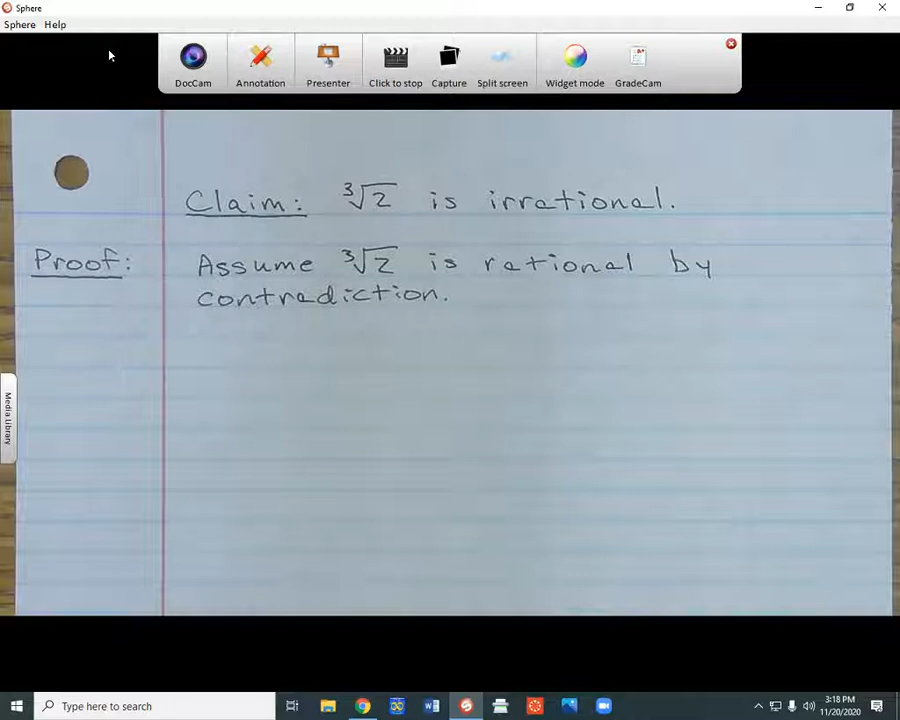 Sphere
Sphere Help
DocCam Annotation Presenter Click to stop Capture Split screen Widget mode GradeCam
Claim: ∛2 is irrational.
Proof: Assume ∛2 is rational by
contradiction.
Media Library
Type here to search
3:18 PM
11/20/2020